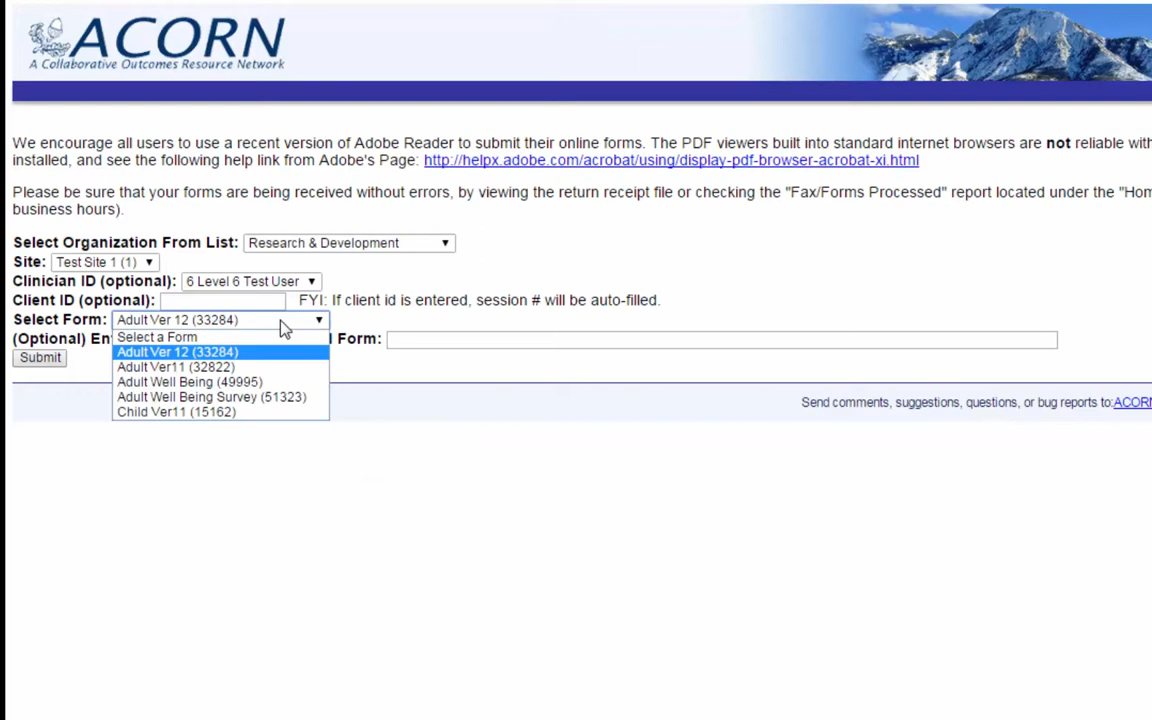 ACORN
A Collaborative Outcomes Resource Network
We encourage all users to use a recent version of Adobe Reader to submit their online forms. The PDF viewers built into standard internet browsers are not reliable with
installed, and see the following help link from Adobe's Page: http://helpx.adobe.com/acrobat/using/display-pdf-browser-acrobat-xi.html
Please be sure that your forms are being received without errors, by viewing the return receipt file or checking the "Fax/Forms Processed" report located under the "Hom
business hours).
Select Organization From List: Research & Development
Site: Test Site 1 (1)
Clinician ID (optional): 6 Level 6 Test User
Client ID (optional): FYI: If client id is entered, session # will be auto-filled.
Select Form: Adult Ver 12 (33284)
(Optional) En l Form:
Select a Form
Adult Ver 12 (33284)
Submit
Adult Ver11 (32822)
Adult Well Being (49995)
Adult Well Being Survey (51323)
Child Ver11 (15162)
Send comments, suggestions, questions, or bug reports to:ACORN